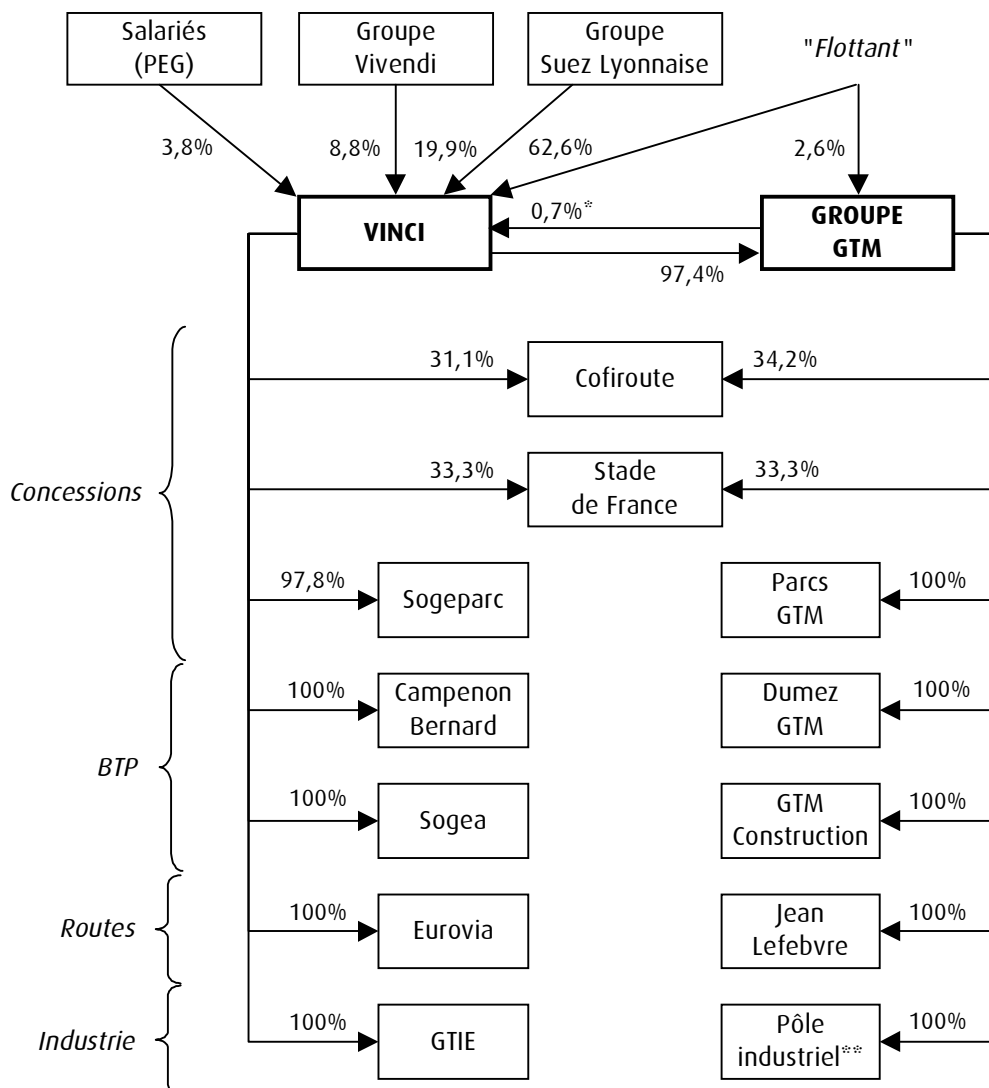 Salariés
(PEG)
Groupe
Vivendi
Groupe
Suez Lyonnaise
"Flottant"
3,8%
8,8%
19,9%
62,6%
2,6%
VINCI
0,7%*
97,4%
GROUPE
GTM
Concessions
31,1%
Cofiroute
34,2%
33,3%
Stade
de France
33,3%
97,8%
Sogeparc
Parcs
GTM
100%
BTP
100%
Campenon
Bernard
Dumez
GTM
100%
100%
Sogea
GTM
Construction
100%
Routes
100%
Eurovia
Jean
Lefebvre
100%
Industrie
100%
GTIE
Pôle
industriel**
100%